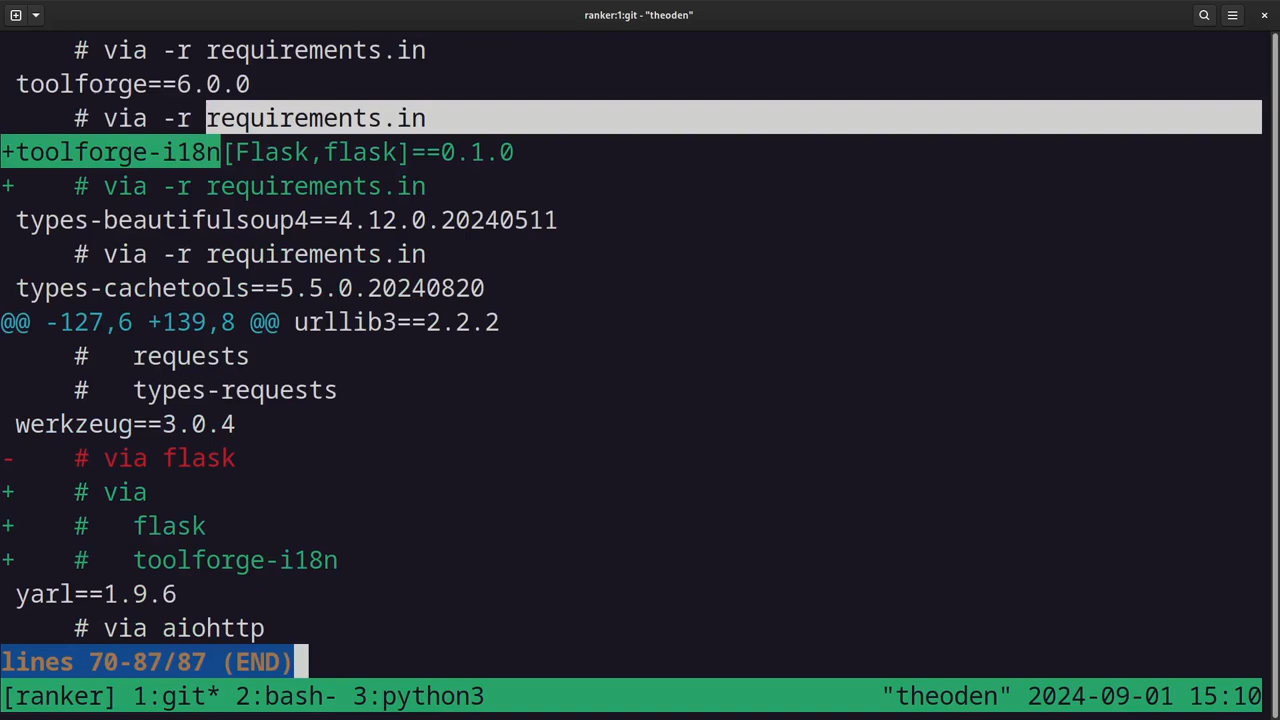 ranker:1:git - "theoden"
# via -r requirements.in
toolforge==6.0.0
# via -r requirements.in
+toolforge-i18n[Flask,flask]==0.1.0
+ # via -r requirements.in
types-beautifulsoup4==4.12.0.20240511
# via -r requirements.in
types-cachetools==5.5.0.20240820
@@ -127,6 +139,8 @@ urllib3==2.2.2
# requests
# types-requests
werkzeug==3.0.4
- # via flask
+ # via
+ # flask
+ # toolforge-i18n
yarl==1.9.6
# via aiohttp
lines 70-87/87 (END)
[ranker] 1:git* 2:bash- 3:python3 "theoden" 2024-09-01 15:10